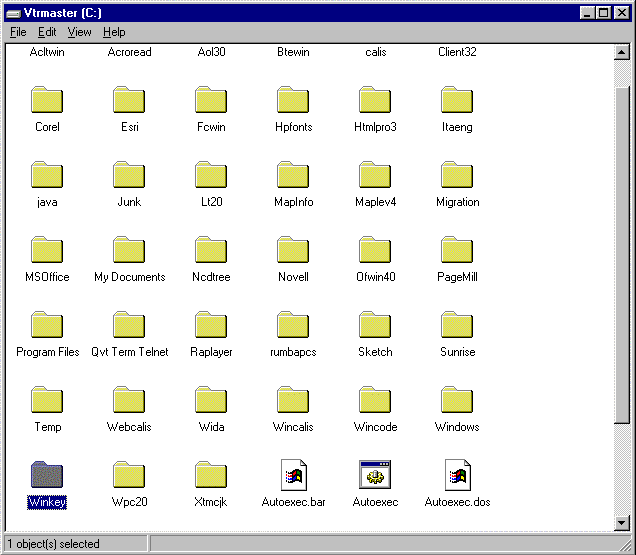 Vtrmaster (C:)
File Edit View Help
Acltwin Acroread Aol30 Btewin calis Client32
Corel Esri Fcwin Hpfonts Htmlpro3 Itaeng
java Junk Lt20 MapInfo Maplev4 Migration
MSOffice My Documents Ncdtree Novell Ofwin40 PageMill
Program Files Qvt Term Telnet Raplayer rumbapcs Sketch Sunrise
Temp Webcalis Wida Wincalis Wincode Windows
Winkey Wpc20 Xtmcjk Autoexec.bar Autoexec Autoexec.dos
1 object(s) selected